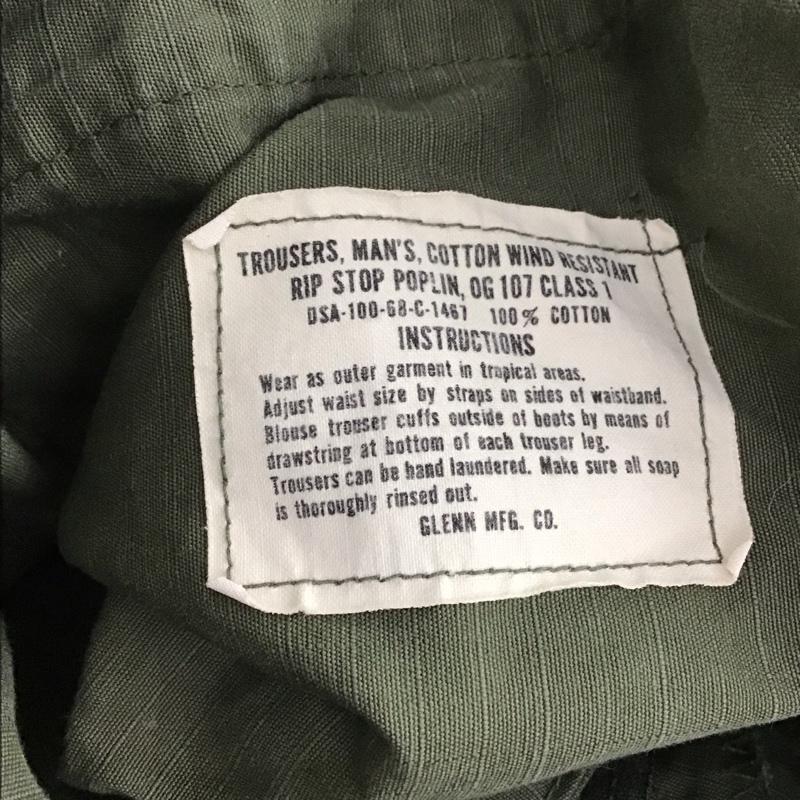 TROUSERS, MAN'S, COTTON WIND RESISTANT
RIP STOP POPLIN, OG 107 CLASS 1
DSA-100-68-C-1467 100% COTTON
INSTRUCTIONS
Wear as outer garment in tropical areas.
Adjust waist size by straps on sides of waistband.
Blouse trouser cuffs outside of boots by means of
drawstring at bottom of each trouser leg.
Trousers can be hand laundered. Make sure all soap
is thoroughly rinsed out.
GLENN MFG. CO.